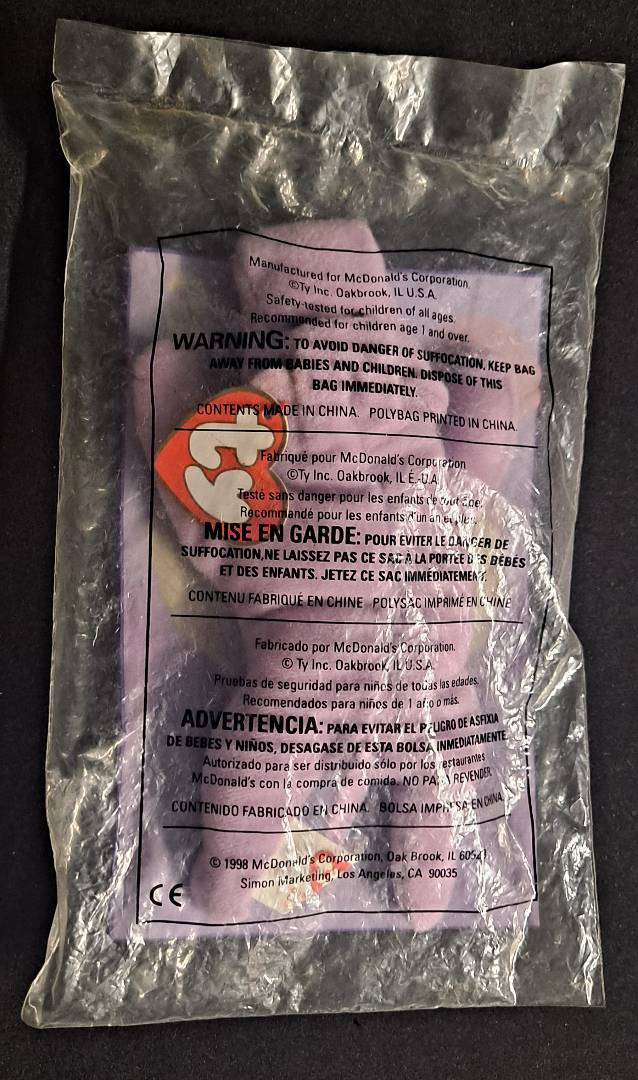 Manufactured for McDonald's Corporation.
©Ty Inc. Oakbrook, IL U.S.A.
Safety-tested for children of all ages.
Recommended for children age 1 and over.
WARNING: TO AVOID DANGER OF SUFFOCATION, KEEP BAG
AWAY FROM BABIES AND CHILDREN. DISPOSE OF THIS
BAG IMMEDIATELY.
CONTENTS MADE IN CHINA. POLYBAG PRINTED IN CHINA.
ty
Fabriqué pour McDonald's Corporation
©Ty Inc. Oakbrook, IL É.-U.A.
Testé sans danger pour les enfants de tout âge.
Recommandé pour les enfants d'un an et plus.
MISE EN GARDE: POUR ÉVITER LE DANGER DE
SUFFOCATION,NE LAISSEZ PAS CE SAC À LA PORTÉE DES BÉBÉS
ET DES ENFANTS. JETEZ CE SAC IMMÉDIATEMENT.
CONTENU FABRIQUÉ EN CHINE POLYSAC IMPRIMÉ EN CHINE
Fabricado por McDonald's Corporation.
© Ty Inc. Oakbrook, IL U.S.A.
Pruebas de seguridad para niños de todas las edades.
Recomendados para niños de 1 año o más.
ADVERTENCIA: PARA EVITAR EL PELIGRO DE ASFIXIA
DE BEBES Y NIÑOS, DESAGASE DE ESTA BOLSA INMEDIATAMENTE.
Autorizado para ser distribuido sólo por los restaurantes
McDonald's con la compra de comida. NO PARA REVENDER.
CONTENIDO FABRICADO EN CHINA. BOLSA IMPRESA EN CHINA.
© 1998 McDonald's Corporation, Oak Brook, IL 60521
Simon Marketing, Los Angeles, CA 90035
CE